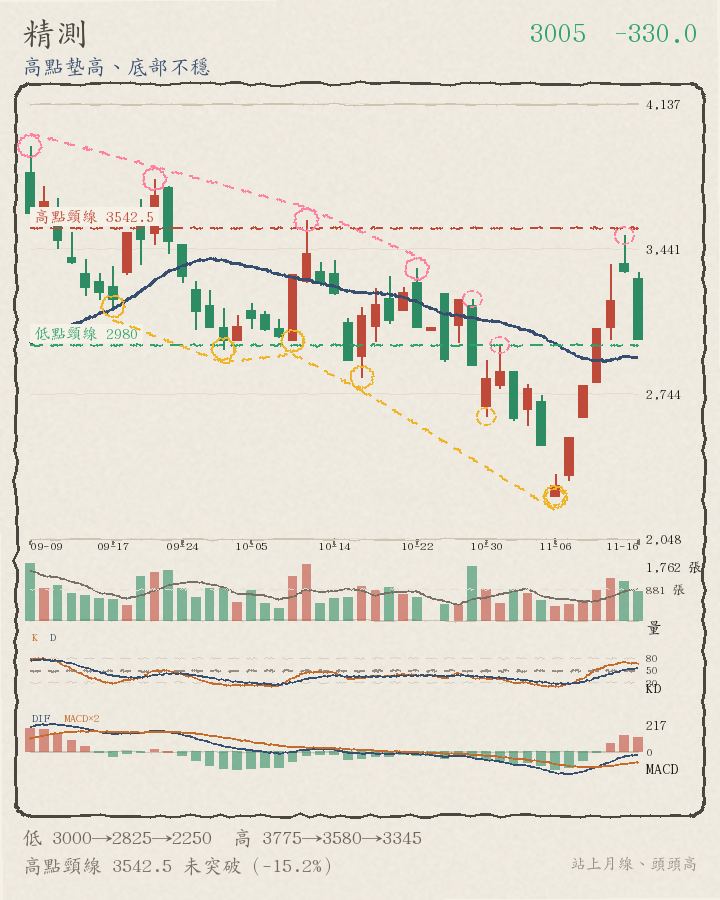 精測
3005 -330.0
高點墊高、底部不穩
4,137
高點頸線 3542.5
3,441
低點頸線 2980
2,744
2,048
09-09 09-17 09-24 10-05 10-14 10-22 10-30 11-06 11-16
1,762 張
881 張
量
K D
80
50
20
KD
DIF MACD×2
217
0
MACD
低 3000→2825→2250 高 3775→3580→3345
高點頸線 3542.5 未突破 (-15.2%)
站上月線、頭頭高